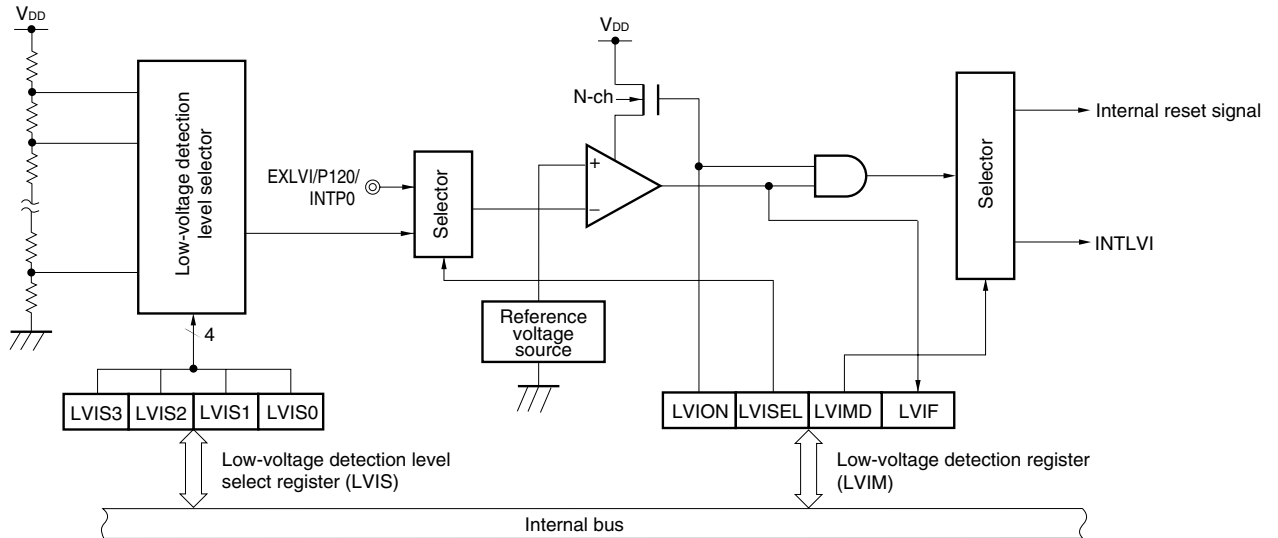 VDD
VDD
N-ch
Low-voltage detection
level selector
EXLVI/P120/
INTP0
Selector
+
−
Selector
Internal reset signal
INTLVI
4
Reference
voltage
source
LVIS3 LVIS2 LVIS1 LVIS0
LVION LVISEL LVIMD LVIF
Low-voltage detection level
select register (LVIS)
Low-voltage detection register
(LVIM)
Internal bus